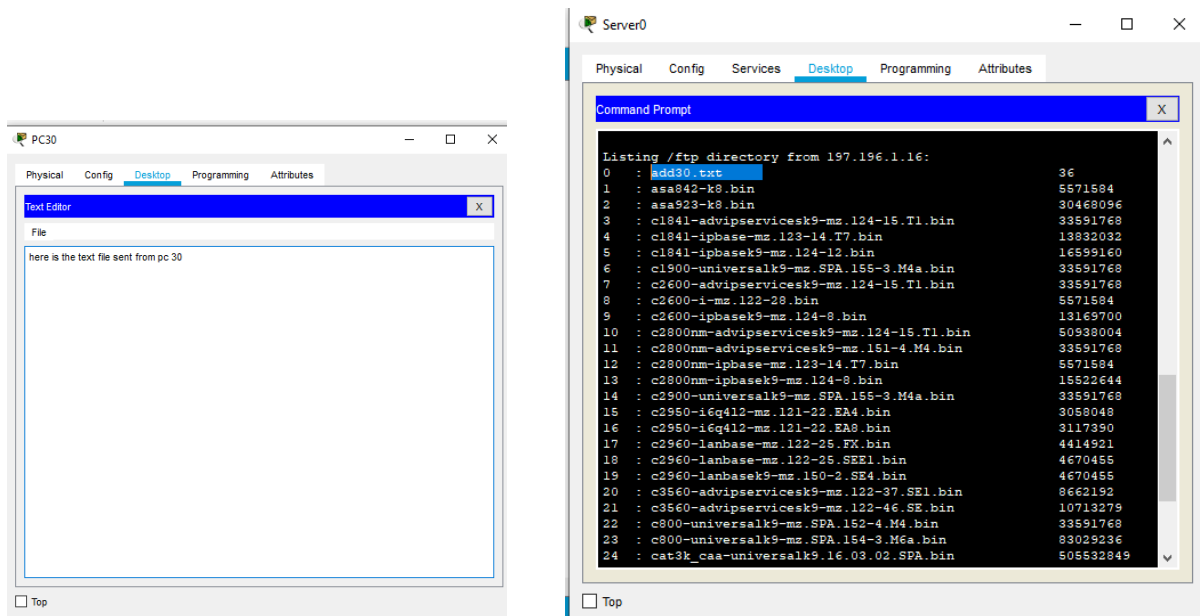 PC30
Physical Config Desktop Programming Attributes
Text Editor X
File
here is the text file sent from pc 30
Top
Server0
Physical Config Services Desktop Programming Attributes
Command Prompt X
Listing /ftp directory from 197.196.1.16:
0 : add30.txt 36
1 : asa842-k8.bin 5571584
2 : asa923-k8.bin 30468096
3 : c1841-advipservicesk9-mz.124-15.T1.bin 33591768
4 : c1841-ipbase-mz.123-14.T7.bin 13832032
5 : c1841-ipbasek9-mz.124-12.bin 16599160
6 : c1900-universalk9-mz.SPA.155-3.M4a.bin 33591768
7 : c2600-advipservicesk9-mz.124-15.T1.bin 33591768
8 : c2600-i-mz.122-28.bin 5571584
9 : c2600-ipbasek9-mz.124-8.bin 13169700
10 : c2800nm-advipservicesk9-mz.124-15.T1.bin 50938004
11 : c2800nm-advipservicesk9-mz.151-4.M4.bin 33591768
12 : c2800nm-ipbase-mz.123-14.T7.bin 5571584
13 : c2800nm-ipbasek9-mz.124-8.bin 15522644
14 : c2900-universalk9-mz.SPA.155-3.M4a.bin 33591768
15 : c2950-i6q4l2-mz.121-22.EA4.bin 3058048
16 : c2950-i6q4l2-mz.121-22.EA8.bin 3117390
17 : c2960-lanbase-mz.122-25.FX.bin 4414921
18 : c2960-lanbase-mz.122-25.SEE1.bin 4670455
19 : c2960-lanbasek9-mz.150-2.SE4.bin 4670455
20 : c3560-advipservicesk9-mz.122-37.SE1.bin 8662192
21 : c3560-advipservicesk9-mz.122-46.SE.bin 10713279
22 : c800-universalk9-mz.SPA.152-4.M4.bin 33591768
23 : c800-universalk9-mz.SPA.154-3.M6a.bin 83029236
24 : cat3k_caa-universalk9.16.03.02.SPA.bin 505532849
Top